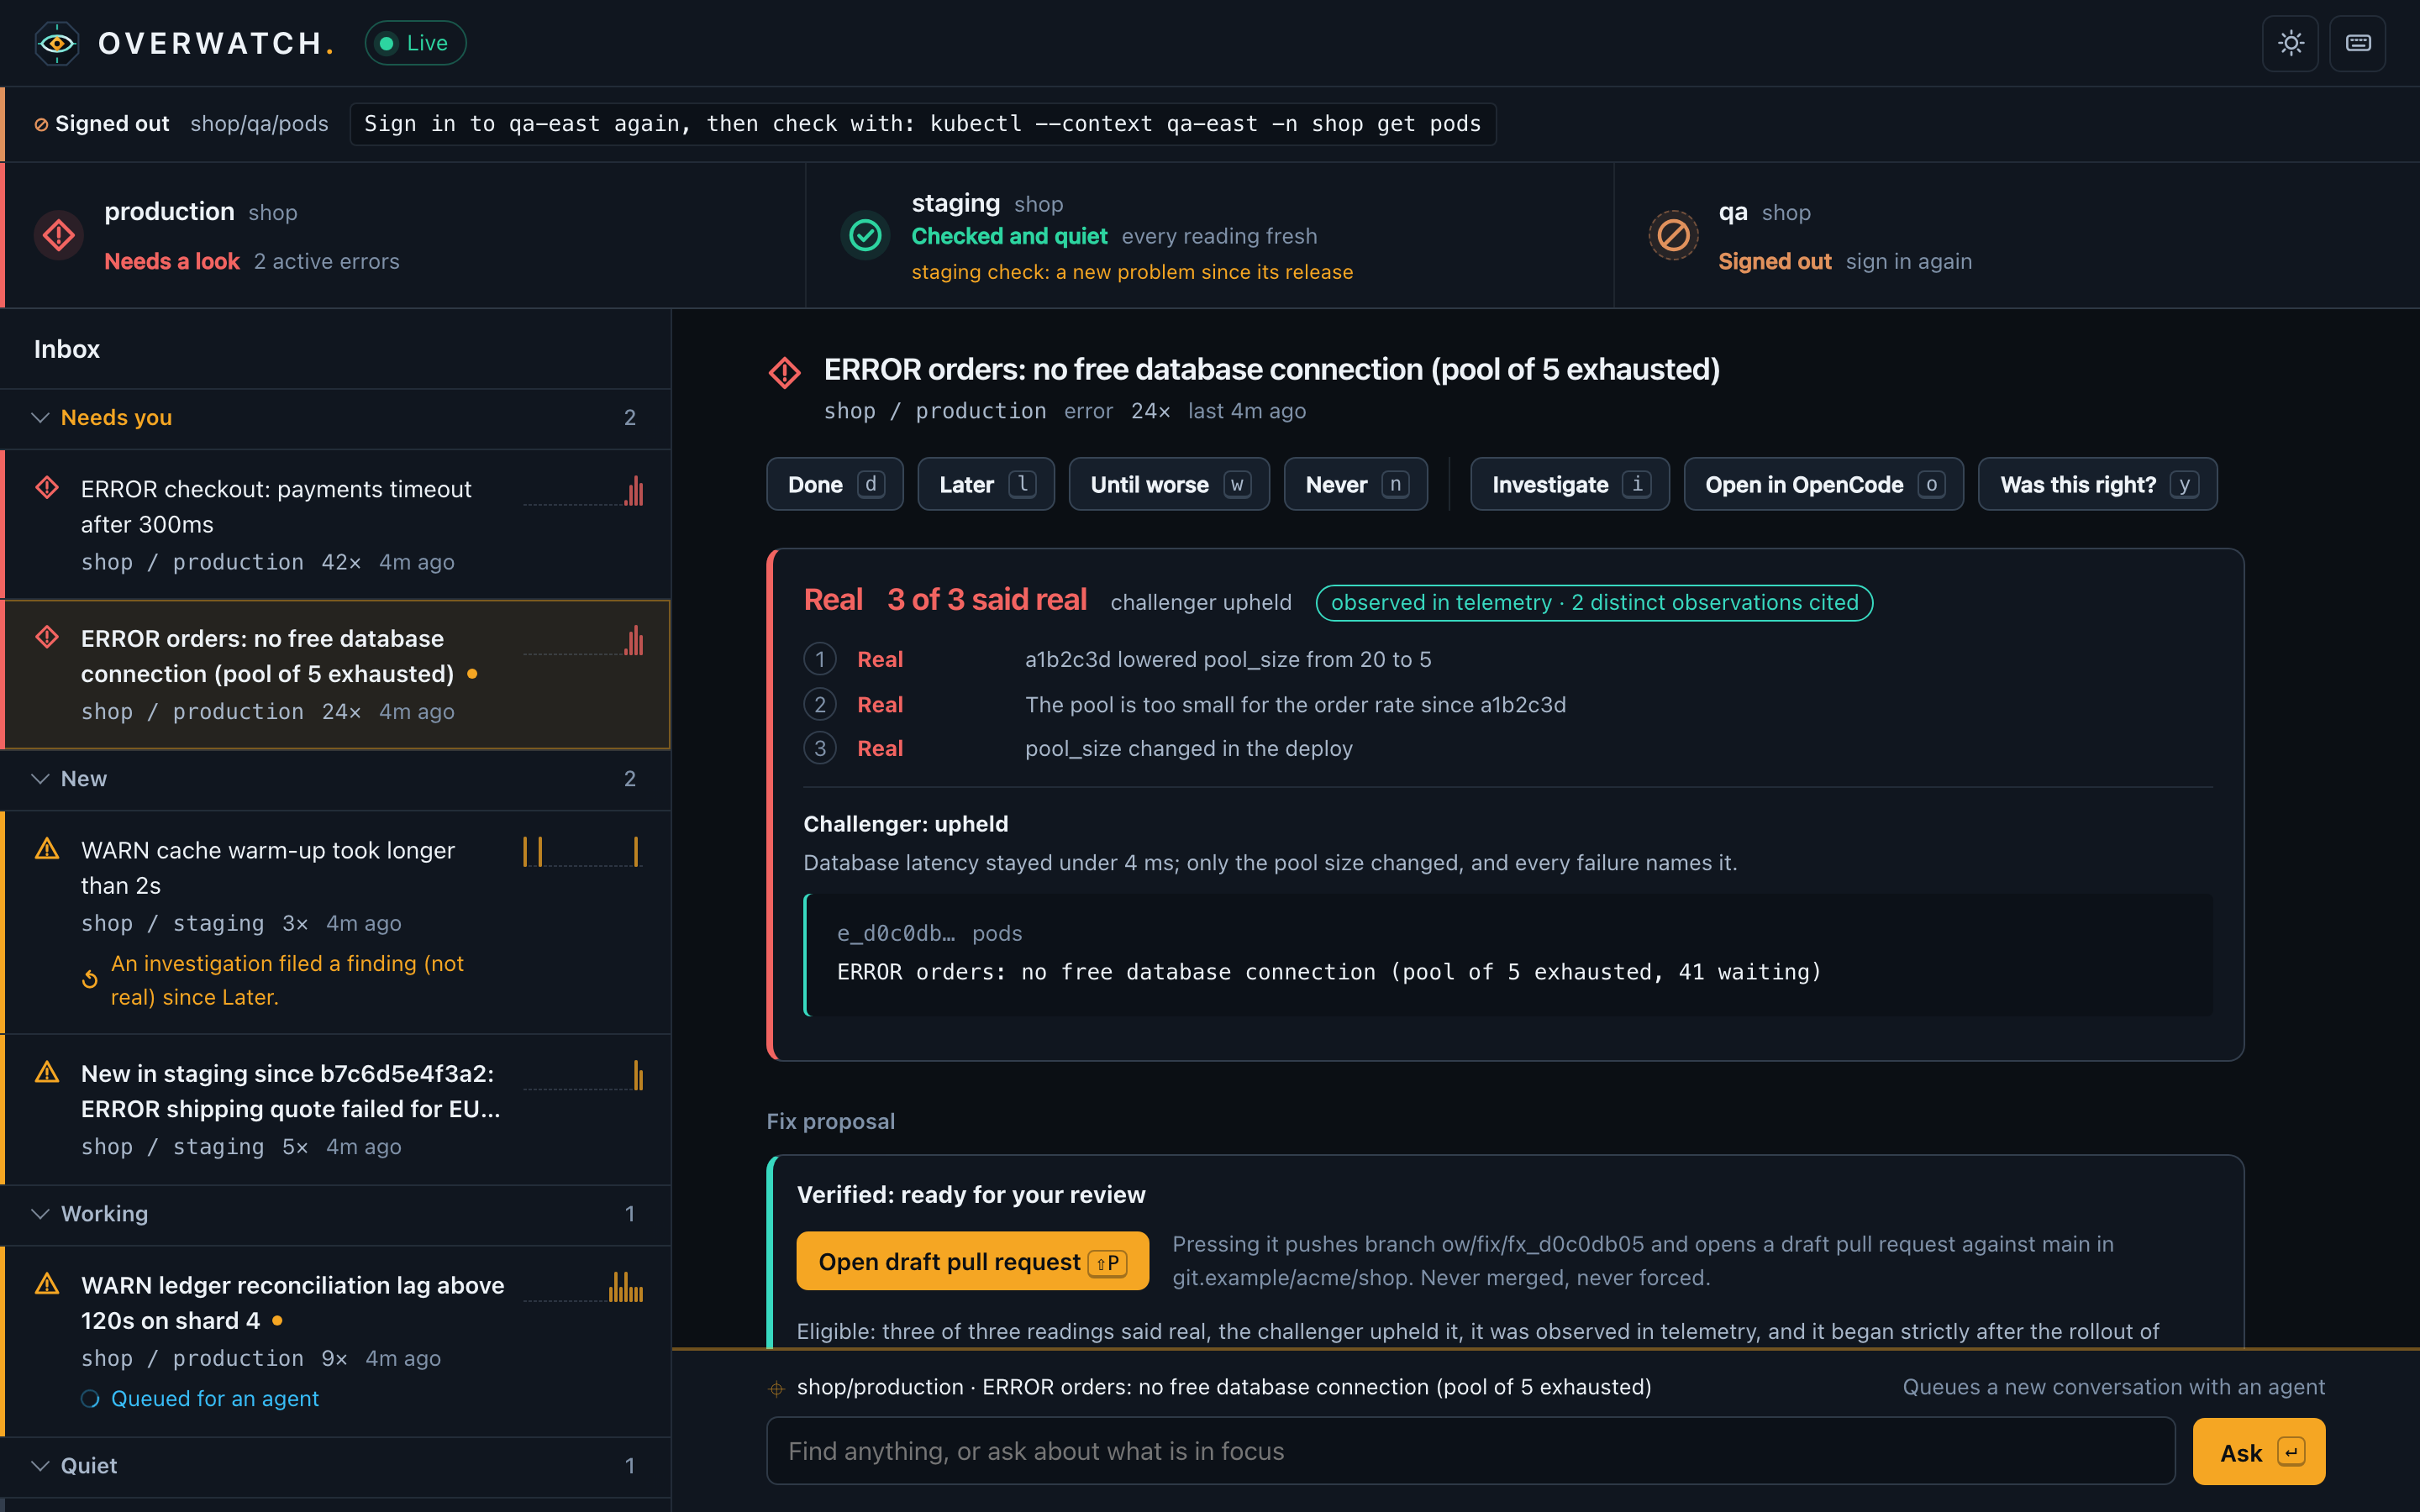 OVERWATCH.
Live
Signed out shop/qa/pods Sign in to qa-east again, then check with: kubectl --context qa-east -n shop get pods
production shop
Needs a look 2 active errors
staging shop
Checked and quiet every reading fresh
staging check: a new problem since its release
qa shop
Signed out sign in again
Inbox
Needs you 2
ERROR checkout: payments timeout
after 300ms
shop / production 42× 4m ago
ERROR orders: no free database
connection (pool of 5 exhausted)
shop / production 24× 4m ago
New 2
WARN cache warm-up took longer
than 2s
shop / staging 3× 4m ago
An investigation filed a finding (not
real) since Later.
New in staging since b7c6d5e4f3a2:
ERROR shipping quote failed for EU...
shop / staging 5× 4m ago
Working 1
WARN ledger reconciliation lag above
120s on shard 4
shop / production 9× 4m ago
Queued for an agent
Quiet 1
ERROR orders: no free database connection (pool of 5 exhausted)
shop / production error 24× last 4m ago
Done d Later l Until worse w Never n Investigate i Open in OpenCode o Was this right? y
Real 3 of 3 said real challenger upheld observed in telemetry · 2 distinct observations cited
1 Real a1b2c3d lowered pool_size from 20 to 5
2 Real The pool is too small for the order rate since a1b2c3d
3 Real pool_size changed in the deploy
Challenger: upheld
Database latency stayed under 4 ms; only the pool size changed, and every failure names it.
e_d0c0db… pods
ERROR orders: no free database connection (pool of 5 exhausted, 41 waiting)
Fix proposal
Verified: ready for your review
Open draft pull request ⇧P
Pressing it pushes branch ow/fix/fx_d0c0db05 and opens a draft pull request against main in
git.example/acme/shop. Never merged, never forced.
Eligible: three of three readings said real, the challenger upheld it, it was observed in telemetry, and it began strictly after the rollout of
shop/production · ERROR orders: no free database connection (pool of 5 exhausted) Queues a new conversation with an agent
Find anything, or ask about what is in focus
Ask ↵